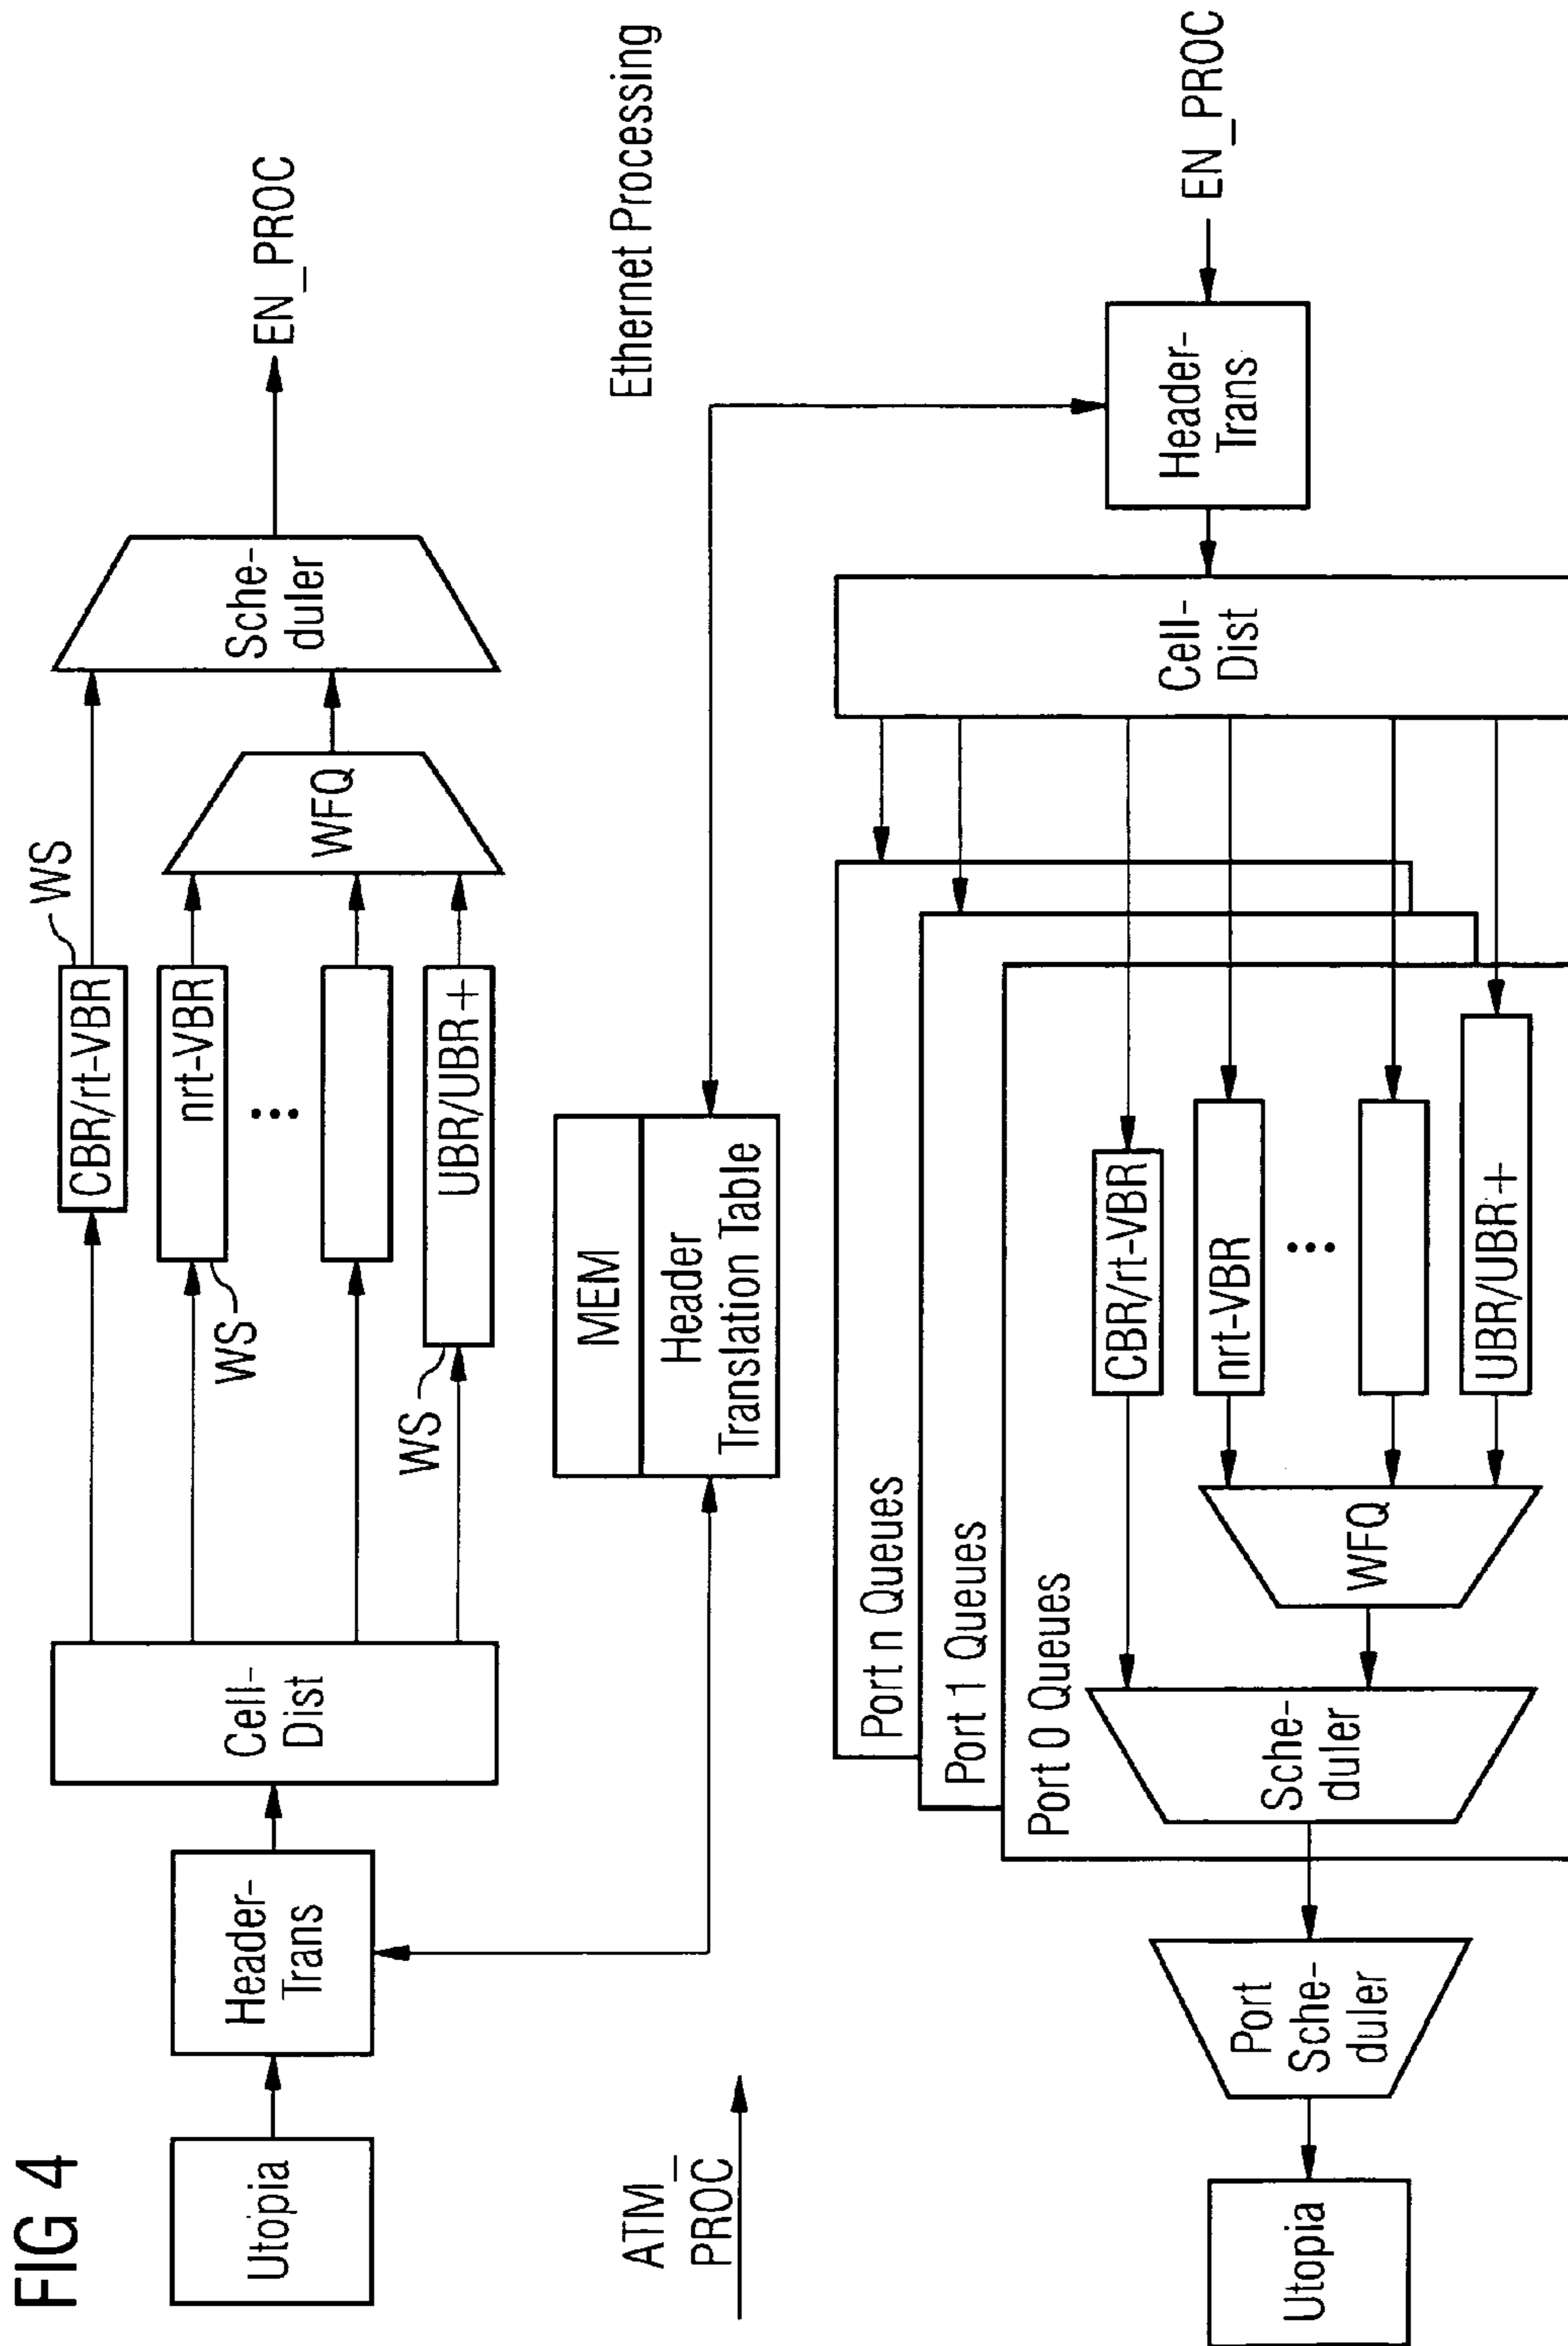 FIG 4
Utopia
Header-
Trans
Cell-
Dist
CBR/rt-VBR
WS
nrt-VBR
WS
UBR/UBR+
WS
WFQ
Sche-
duler
EN_PROC
ATM_
PROC
MEM
Header
Translation Table
Ethernet Processing
Utopia
Port
Sche-
duler
Port n Queues
Port 1 Queues
Port 0 Queues
Sche-
duler
WFQ
CBR/rt-VBR
nrt-VBR
UBR/UBR+
Cell-
Dist
Header-
Trans
EN_PROC